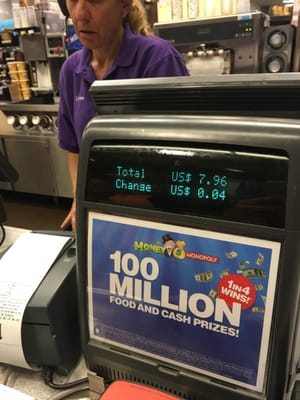 Total US$ 7.96
Change US$ 0.04
MONEY MONOPOLY
100
MILLION
FOOD AND CASH PRIZES!
1 IN 4
WINS!